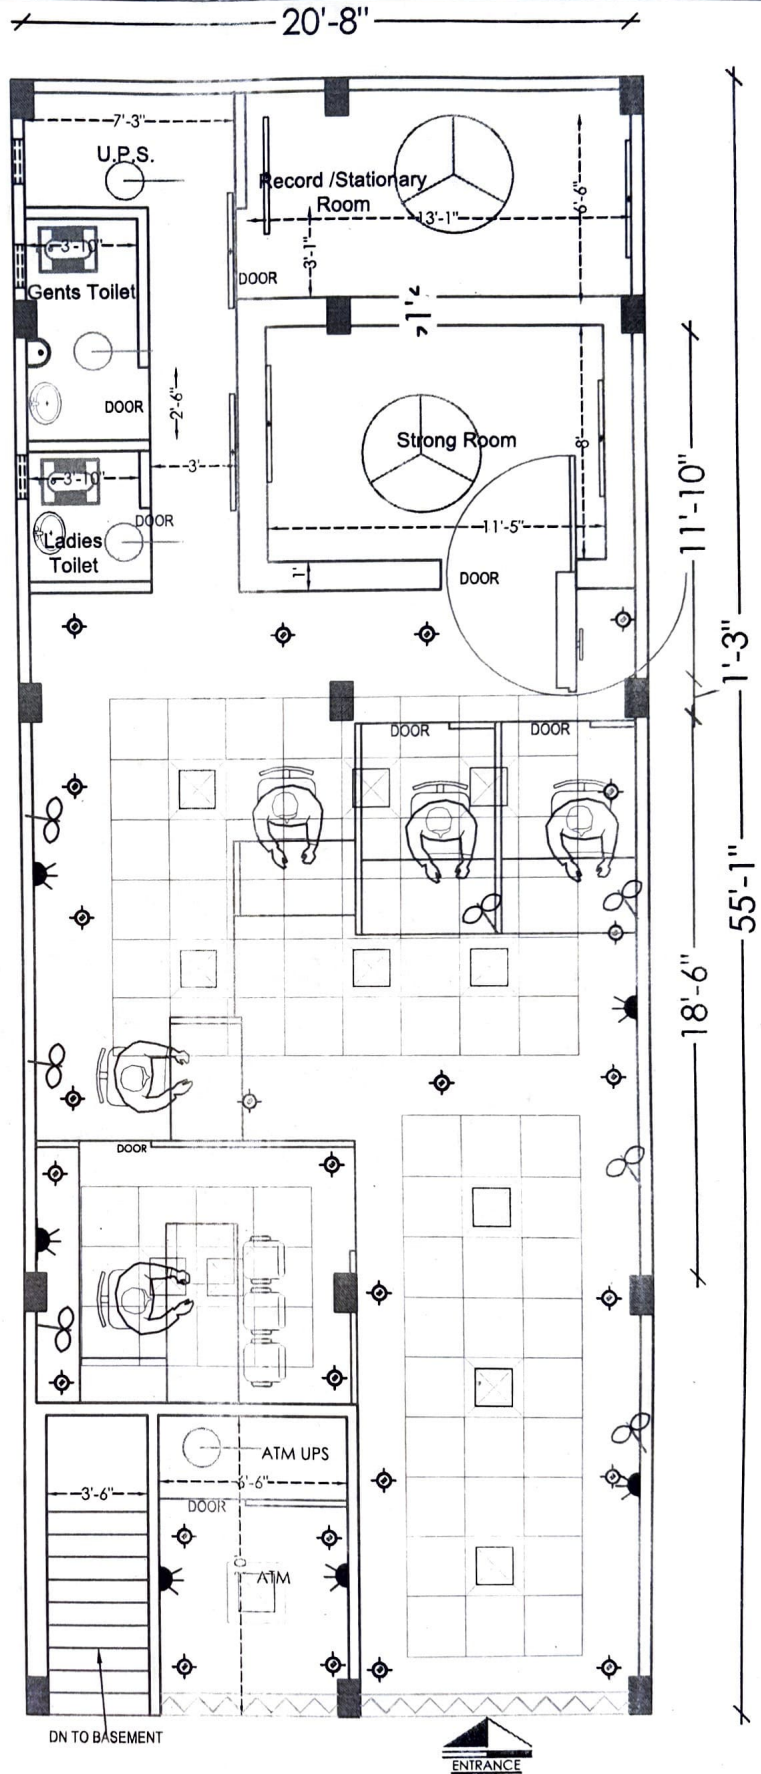 20'-8"
7'-3"
U.P.S.
Record /Stationary
Room
13'-1"
6'-6"
3'-1"
DOOR
3'-10"
Gents Toilet
DOOR
2'-6"
3'
Strong Room
8'
11'-5"
DOOR
1'
3'-10"
DOOR
Ladies
Toilet
11'-10"
1'-3"
55'-1"
18'-6"
DOOR
DOOR
DOOR
ATM UPS
6'-6"
DOOR
ATM
3'-6"
DN TO BASEMENT
ENTRANCE